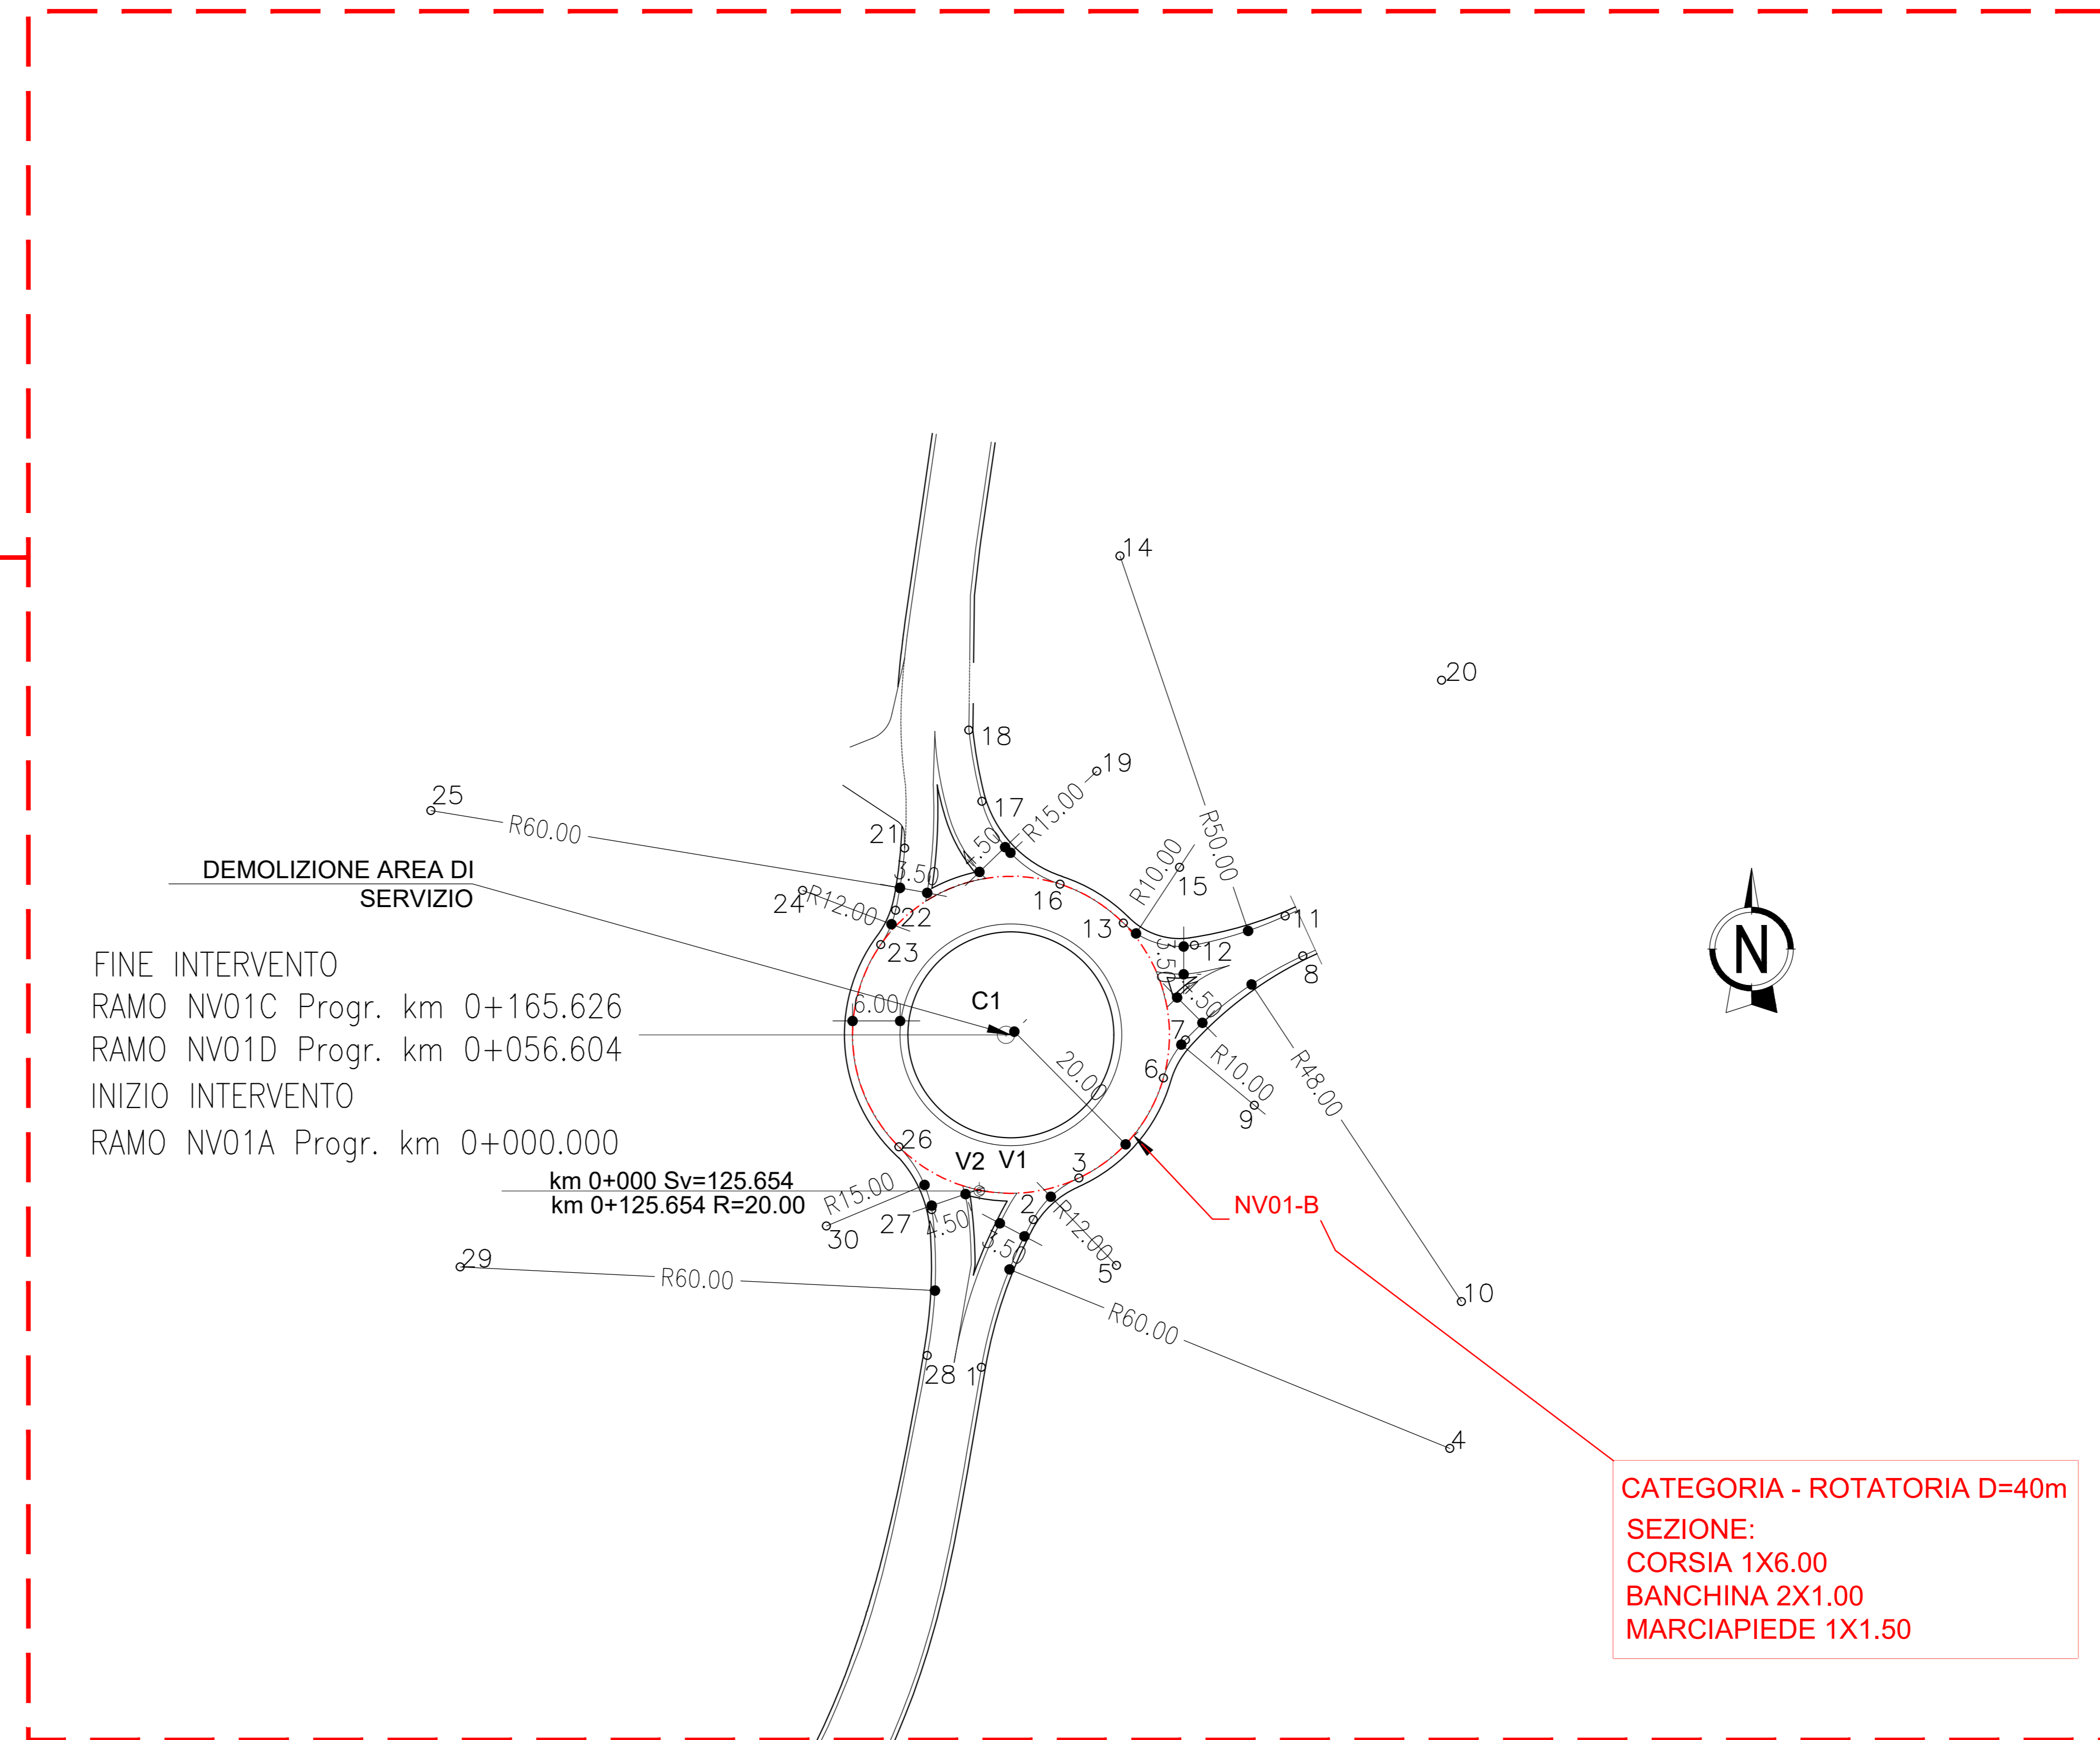 14
20
18
19
17
R15.00
25
R60.00
21
4.50
R50.00
R10.00
15
DEMOLIZIONE AREA DI
SERVIZIO
3.50
24
R12.00
22
16
13
11
23
3.50
12
8
N
FINE INTERVENTO
RAMO NV01C Progr. km 0+165.626
RAMO NV01D Progr. km 0+056.604
INIZIO INTERVENTO
RAMO NV01A Progr. km 0+000.000
6.00
C1
4.50
7
20.00
6
R10.00
R48.00
9
26
V2 V1
3
km 0+000 Sv=125.654
km 0+125.654 R=20.00
R15.00
30
27
4.50
2
3.50
R12.00
5
NV01-B
29
R60.00
10
R60.00
28
1
4
CATEGORIA - ROTATORIA D=40m
SEZIONE:
CORSIA 1X6.00
BANCHINA 2X1.00
MARCIAPIEDE 1X1.50